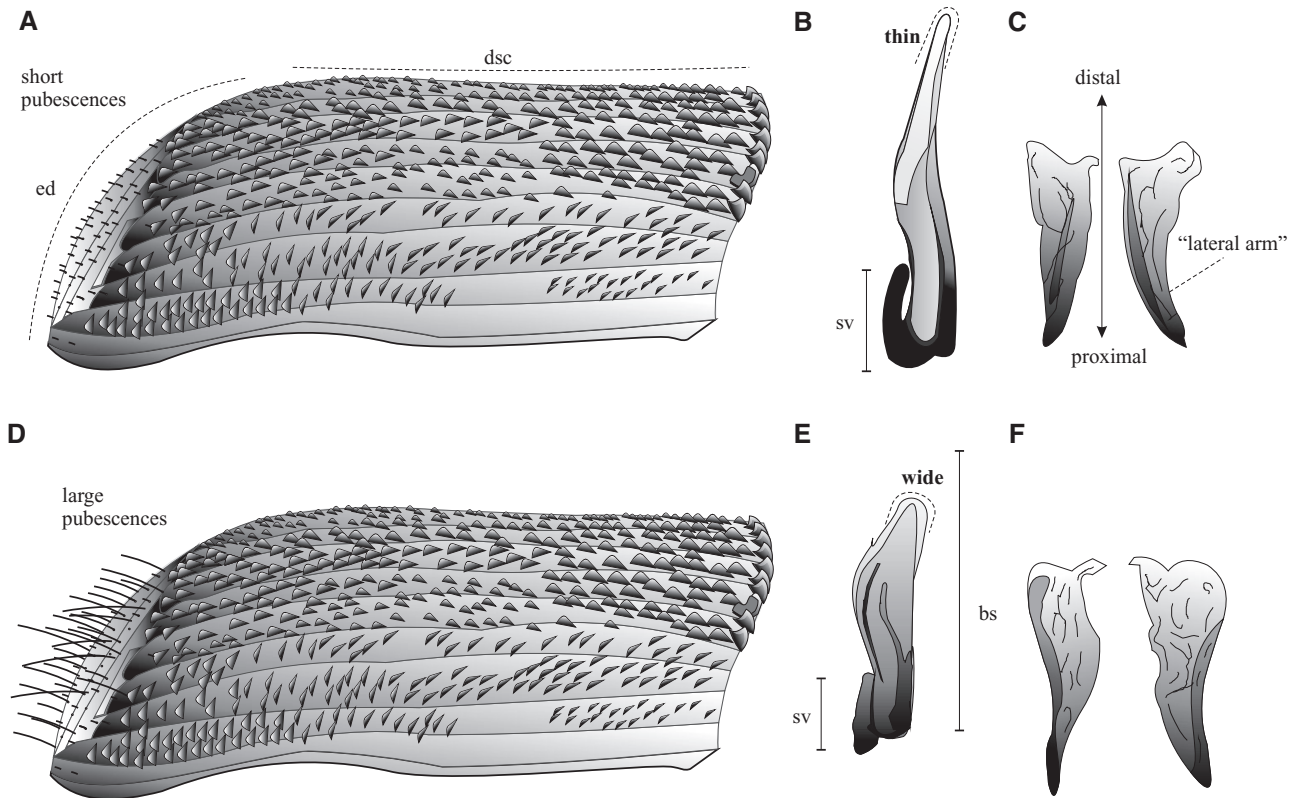 A
short
pubescences
ed
dsc
B
thin
sv
C
distal
“lateral arm”
proximal
D
large
pubescences
E
wide
sv
bs
F